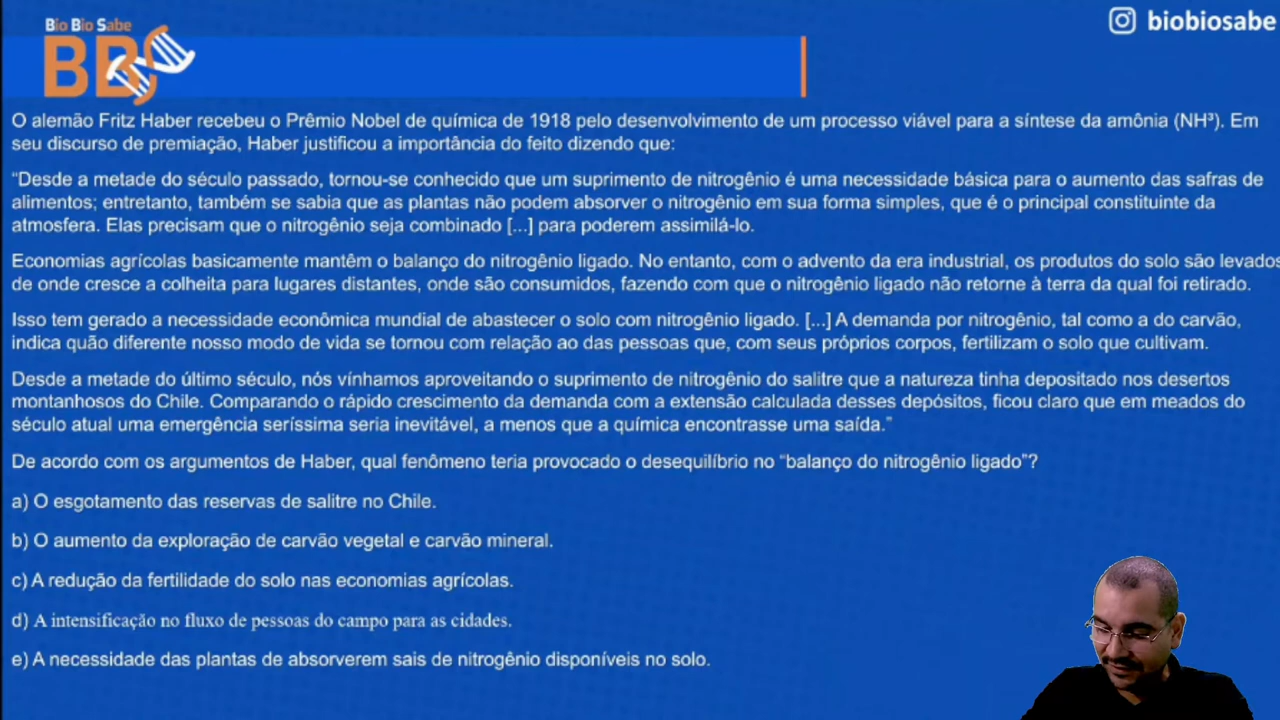 Bio Bio Sabe
BBS
biobiosabe
O alemão Fritz Haber recebeu o Prêmio Nobel de química de 1918 pelo desenvolvimento de um processo viável para a síntese da amônia (NH³). Em
seu discurso de premiação, Haber justificou a importância do feito dizendo que:
“Desde a metade do século passado, tornou-se conhecido que um suprimento de nitrogênio é uma necessidade básica para o aumento das safras de
alimentos; entretanto, também se sabia que as plantas não podem absorver o nitrogênio em sua forma simples, que é o principal constituinte da
atmosfera. Elas precisam que o nitrogênio seja combinado [...] para poderem assimilá-lo.
Economias agrícolas basicamente mantêm o balanço do nitrogênio ligado. No entanto, com o advento da era industrial, os produtos do solo são levados
de onde cresce a colheita para lugares distantes, onde são consumidos, fazendo com que o nitrogênio ligado não retorne à terra da qual foi retirado.
Isso tem gerado a necessidade econômica mundial de abastecer o solo com nitrogênio ligado. [...] A demanda por nitrogênio, tal como a do carvão,
indica quão diferente nosso modo de vida se tornou com relação ao das pessoas que, com seus próprios corpos, fertilizam o solo que cultivam.
Desde a metade do último século, nós vínhamos aproveitando o suprimento de nitrogênio do salitre que a natureza tinha depositado nos desertos
montanhosos do Chile. Comparando o rápido crescimento da demanda com a extensão calculada desses depósitos, ficou claro que em meados do
século atual uma emergência seríssima seria inevitável, a menos que a química encontrasse uma saída.”
De acordo com os argumentos de Haber, qual fenômeno teria provocado o desequilíbrio no “balanço do nitrogênio ligado”?
a) O esgotamento das reservas de salitre no Chile.
b) O aumento da exploração de carvão vegetal e carvão mineral.
c) A redução da fertilidade do solo nas economias agrícolas.
d) A intensificação no fluxo de pessoas do campo para as cidades.
e) A necessidade das plantas de absorverem sais de nitrogênio disponíveis no solo.